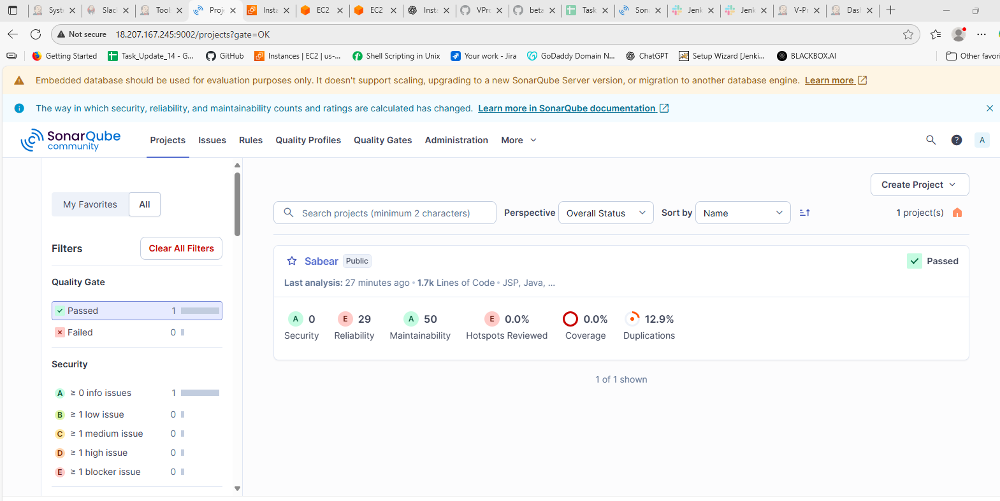 Syste
Slac
Tool
Proje
Insta
EC2
EC2
Insta
VPro
beta
Task
Son
Jenk
Jenk
V-Pr
Das
Not secure 18.207.167.245:9002/projects?gate=OK
Getting Started Task_Update_14 - G... GitHub Instances | EC2 | us-... Shell Scripting in Unix Your work - Jira GoDaddy Domain N... ChatGPT Setup Wizard [Jenki... BLACKBOX.AI Other favori
Embedded database should be used for evaluation purposes only. It doesn't support scaling, upgrading to a new SonarQube Server version, or migration to another database engine. Learn more
The way in which security, reliability, and maintainability counts and ratings are calculated has changed. Learn more in SonarQube documentation
SonarQube
community
Projects Issues Rules Quality Profiles Quality Gates Administration More ? A
My Favorites All
Filters Clear All Filters
Quality Gate
Passed 1
Failed 0
Security
A ≥ 0 info issues 1
B ≥ 1 low issue 0
C ≥ 1 medium issue 0
D ≥ 1 high issue 0
E ≥ 1 blocker issue 0
Create Project
Search projects (minimum 2 characters) Perspective Overall Status Sort by Name 1 project(s)
Sabear Public Passed
Last analysis: 27 minutes ago • 1.7k Lines of Code • JSP, Java, ...
A 0 E 29 A 50 E 0.0% 0.0% 12.9%
Security Reliability Maintainability Hotspots Reviewed Coverage Duplications
1 of 1 shown